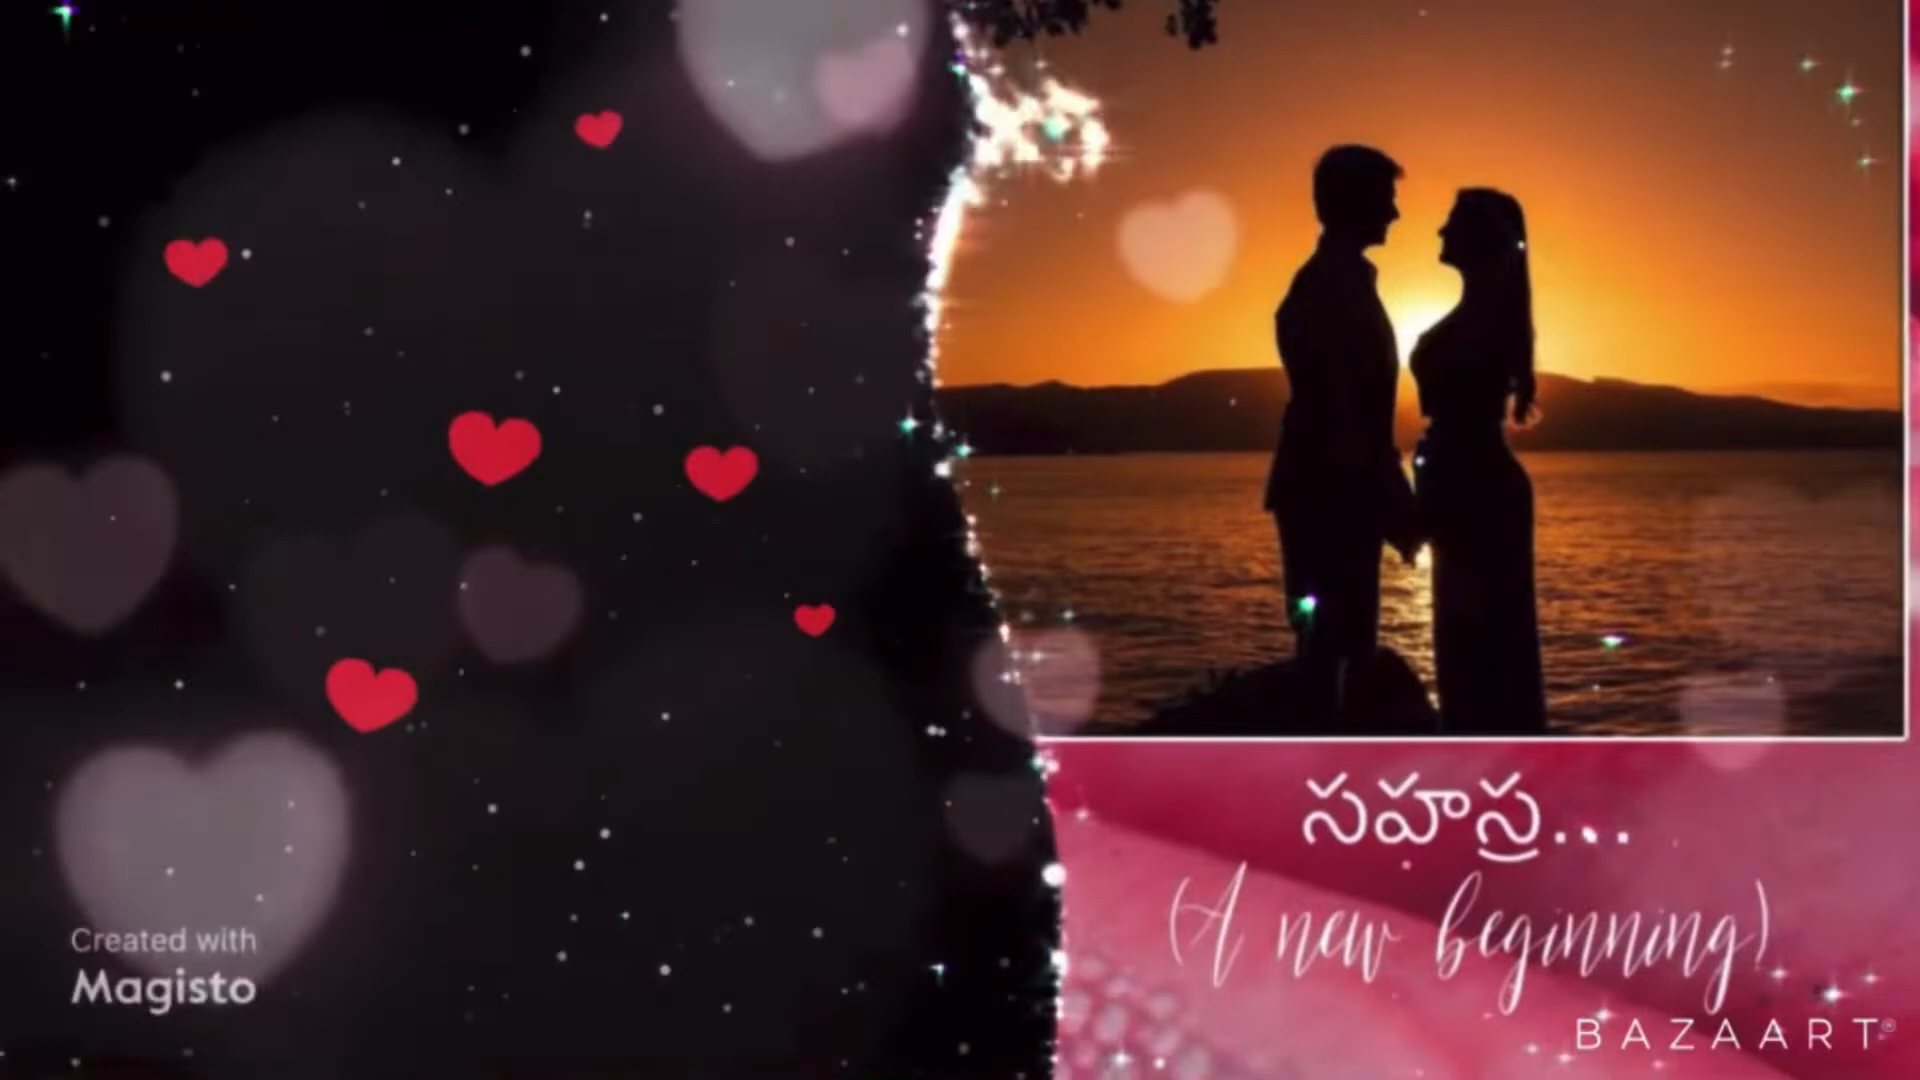 సహస్ర...
(A new beginning)
Created with
Magisto
BAZAART®